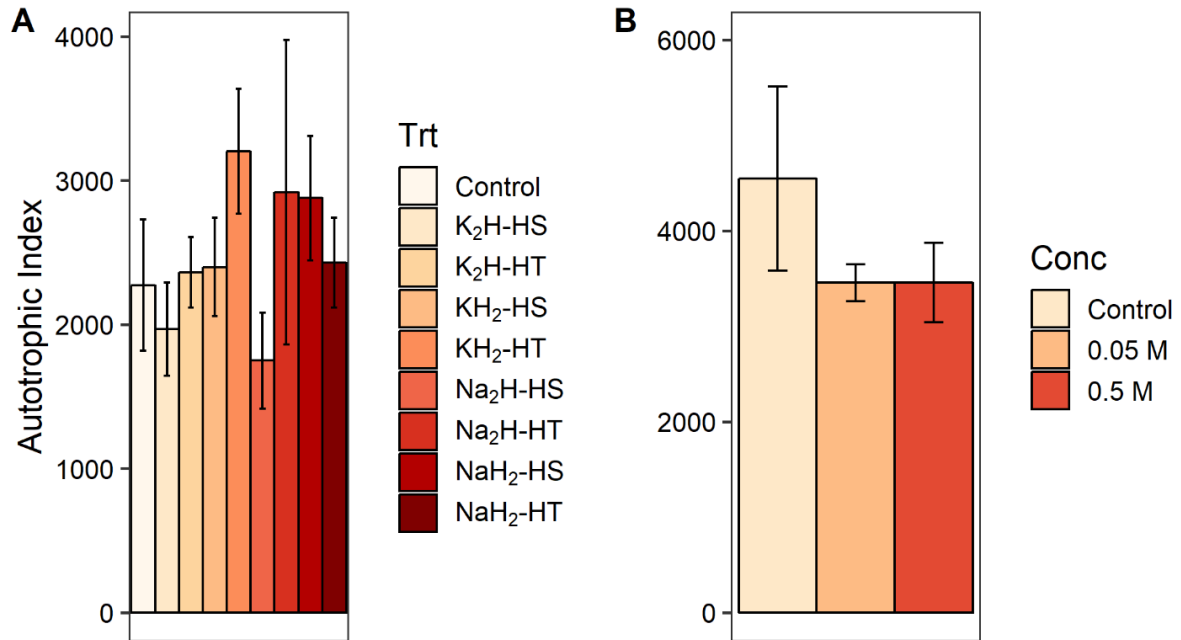 A
Autotrophic Index
4000
3000
2000
1000
0
Trt
Control
K₂H-HS
K₂H-HT
KH₂-HS
KH₂-HT
Na₂H-HS
Na₂H-HT
NaH₂-HS
NaH₂-HT
B
6000
4000
2000
0
Conc
Control
0.05 M
0.5 M